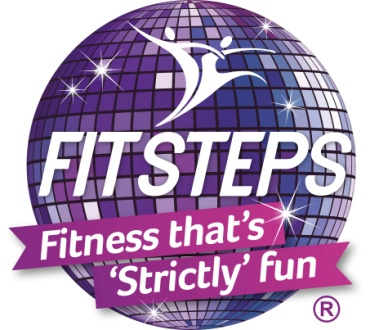 FITSTEPS
Fitness that's
'Strictly' fun
®